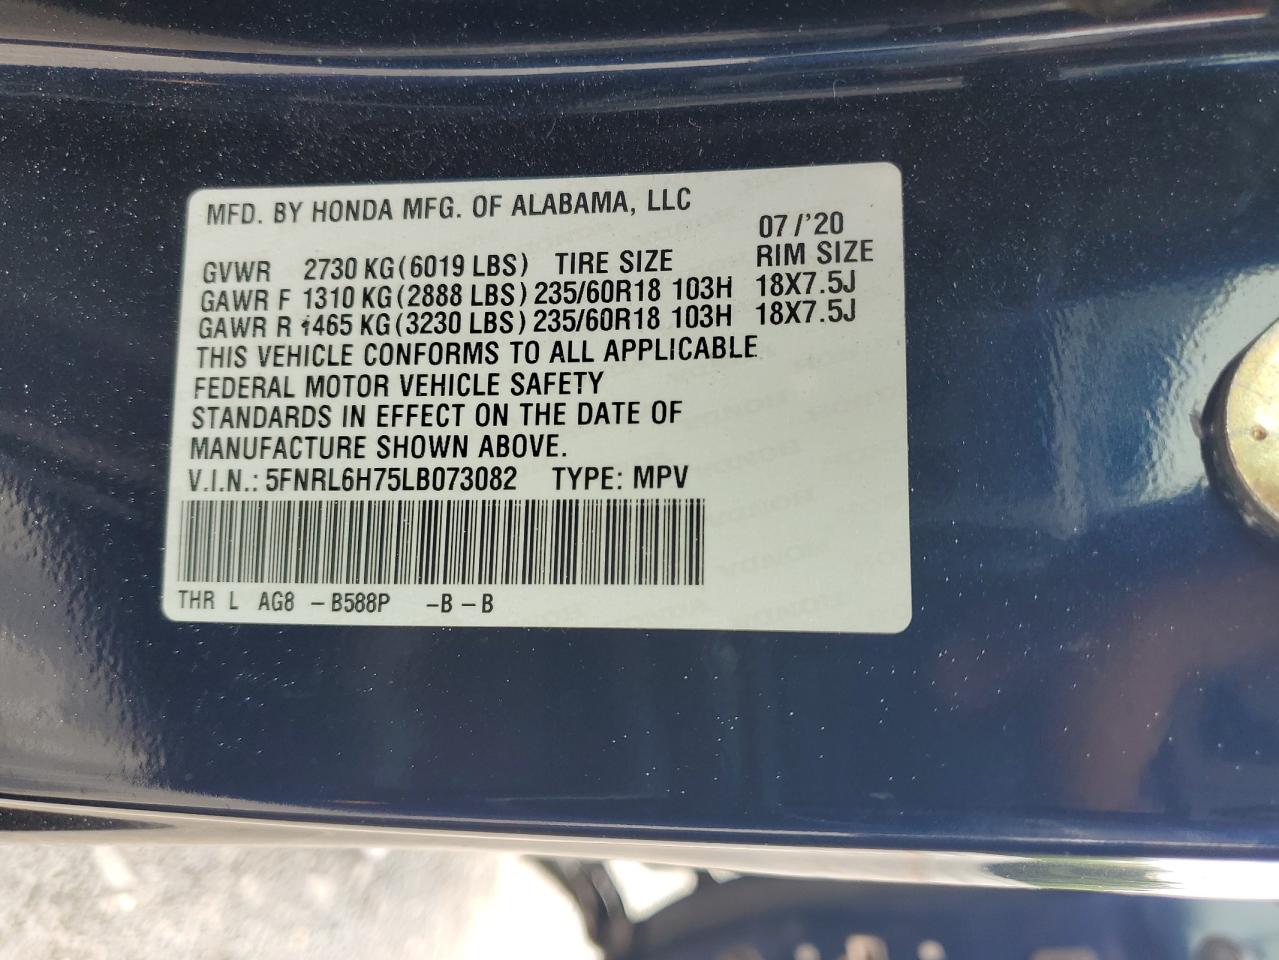 MFD. BY HONDA MFG. OF ALABAMA, LLC
07/'20
GVWR 2730 KG(6019 LBS) TIRE SIZE RIM SIZE
GAWR F 1310 KG(2888 LBS) 235/60R18 103H 18X7.5J
GAWR R 1465 KG(3230 LBS) 235/60R18 103H 18X7.5J
THIS VEHICLE CONFORMS TO ALL APPLICABLE
FEDERAL MOTOR VEHICLE SAFETY
STANDARDS IN EFFECT ON THE DATE OF
MANUFACTURE SHOWN ABOVE.
V.I.N.: 5FNRL6H75LB073082 TYPE: MPV
THR L AG8 -B588P -B-B